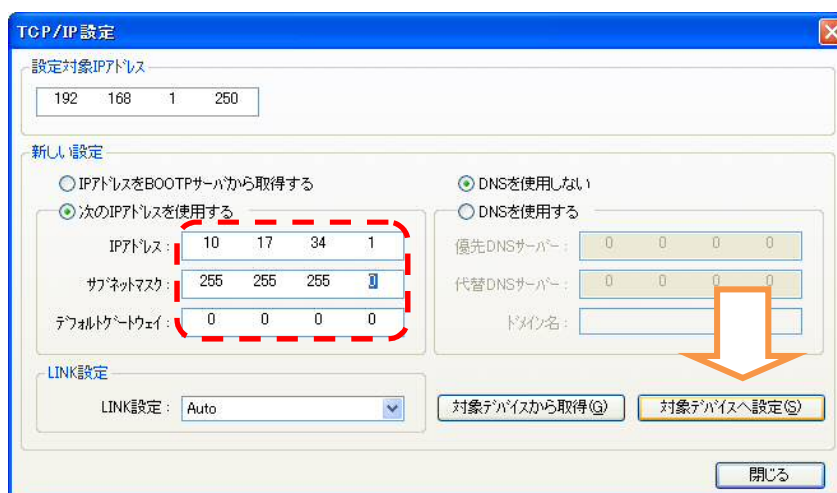 TCP/IP設定
設定対象IPアドレス
192 168 1 250
新しい設定
IPアドレスをBOOTPサーバから取得する
DNSを使用しない
次のIPアドレスを使用する
DNSを使用する
IPアドレス: 10 17 34 1
優先DNSサーバー: 0 0 0 0
サブネットマスク: 255 255 255 0
代替DNSサーバー: 0 0 0 0
デフォルトゲートウェイ: 0 0 0 0
ドメイン名:
LINK設定
LINK設定: Auto
対象デバイスから取得(G)
対象デバイスへ設定(S)
閉じる